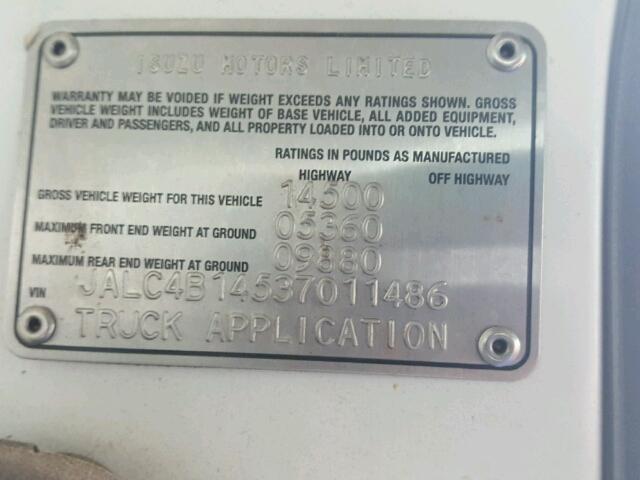 ISUZU MOTORS LIMITED
WARRANTY MAY BE VOIDED IF WEIGHT EXCEEDS ANY RATINGS SHOWN. GROSS
VEHICLE WEIGHT INCLUDES WEIGHT OF BASE VEHICLE, ALL ADDED EQUIPMENT,
DRIVER AND PASSENGERS, AND ALL PROPERTY LOADED INTO OR ONTO VEHICLE.
RATINGS IN POUNDS AS MANUFACTURED
HIGHWAY OFF HIGHWAY
GROSS VEHICLE WEIGHT FOR THIS VEHICLE 14500
MAXIMUM FRONT END WEIGHT AT GROUND 05360
MAXIMUM REAR END WEIGHT AT GROUND 09880
VIN JALC4B14537011486
TRUCK APPLICATION